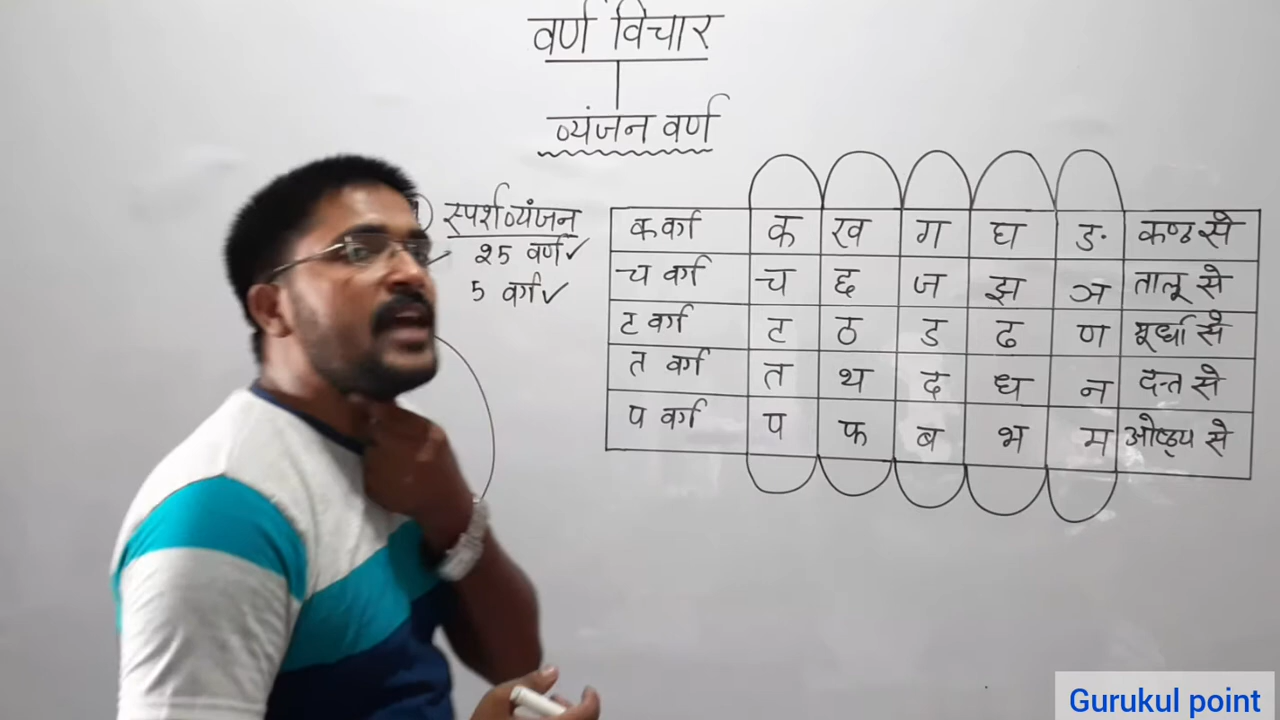 वर्ण विचार
व्यंजन वर्ण
स्पर्श व्यंजन
25 वर्ण ✓
5 वर्ग ✓
क वर्ग क ख ग घ ङ कण्ठ से
च वर्ग च छ ज झ ञ तालू से
ट वर्ग ट ठ ड ढ ण मूर्धा से
त वर्ग त थ द ध न दन्त से
प वर्ग प फ ब भ म ओष्ठ्य से
Gurukul point